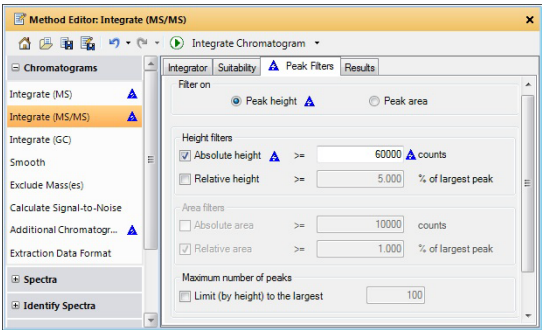 Method Editor: Integrate (MS/MS)
Integrate Chromatogram
Chromatograms
Integrate (MS)
Integrate (MS/MS)
Integrate (GC)
Smooth
Exclude Mass(es)
Calculate Signal-to-Noise
Additional Chromatogr...
Extraction Data Format
Spectra
Identify Spectra
Integrator Suitability Peak Filters Results
Filter on
Peak height Peak area
Height filters
Absolute height >= 60000 counts
Relative height >= 5.000 % of largest peak
Area filters
Absolute area >= 10000 counts
Relative area >= 1.000 % of largest peak
Maximum number of peaks
Limit (by height) to the largest 100